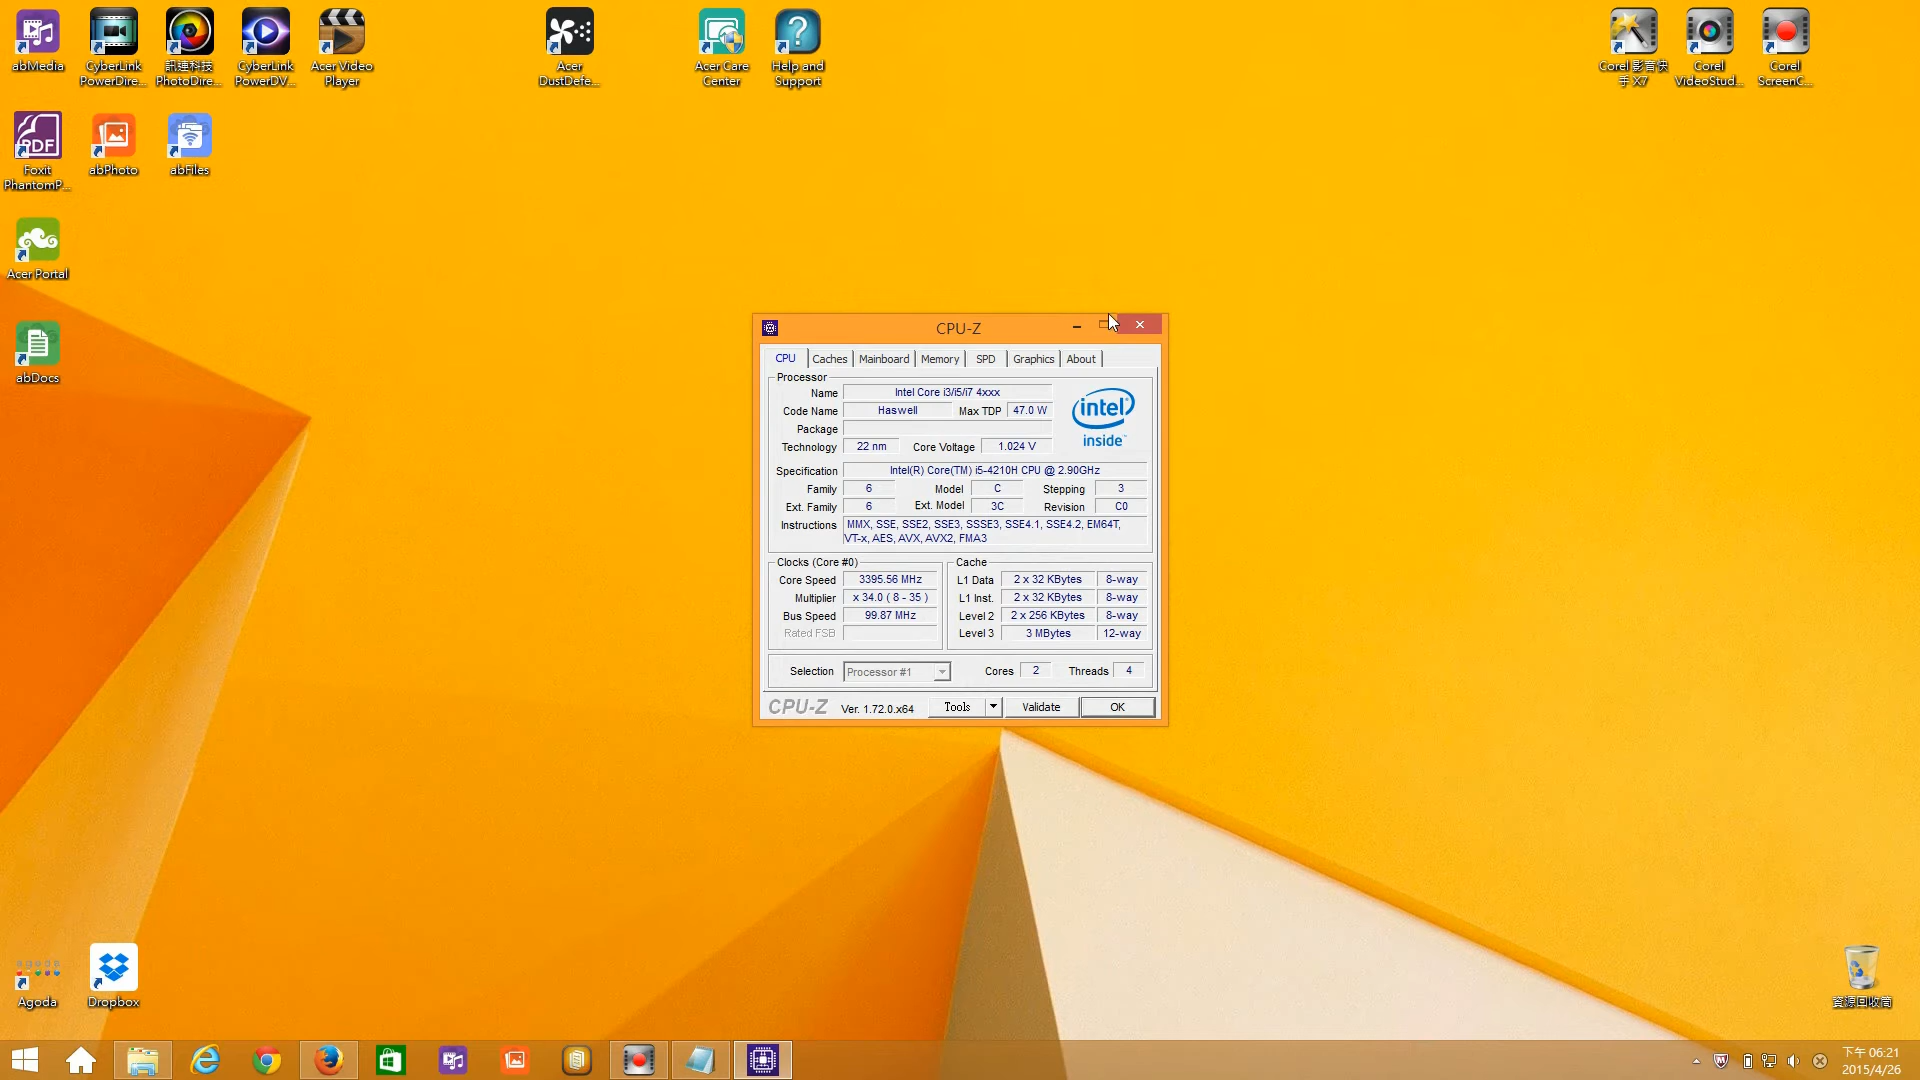 abMedia
CyberLink
PowerDire...
訊連科技
PhotoDire...
CyberLink
PowerDV...
Acer Video
Player
Acer
DustDefe...
Acer Care
Center
Help and
Support
Corel 影音快
手 X7
Corel
VideoStud...
Corel
ScreenC...
PDF
Foxit
PhantomP...
abPhoto
abFiles
Acer Portal
abDocs
CPU-Z
CPU Caches Mainboard Memory SPD Graphics About
Processor
Name Intel Core i3/i5/i7 4xxx
Code Name Haswell Max TDP 47.0 W
Package
Technology 22 nm Core Voltage 1.024 V
intel
inside
Specification Intel(R) Core(TM) i5-4210H CPU @ 2.90GHz
Family 6 Model C Stepping 3
Ext. Family 6 Ext. Model 3C Revision C0
Instructions MMX, SSE, SSE2, SSE3, SSSE3, SSE4.1, SSE4.2, EM64T,
VT-x, AES, AVX, AVX2, FMA3
Clocks (Core #0)
Core Speed 3395.56 MHz
Multiplier x 34.0 ( 8 - 35 )
Bus Speed 99.87 MHz
Rated FSB
Cache
L1 Data 2 x 32 KBytes 8-way
L1 Inst. 2 x 32 KBytes 8-way
Level 2 2 x 256 KBytes 8-way
Level 3 3 MBytes 12-way
Selection Processor #1 Cores 2 Threads 4
CPU-Z Ver. 1.72.0.x64 Tools Validate OK
Agoda
Dropbox
資源回收筒
下午 06:21
2015/4/26